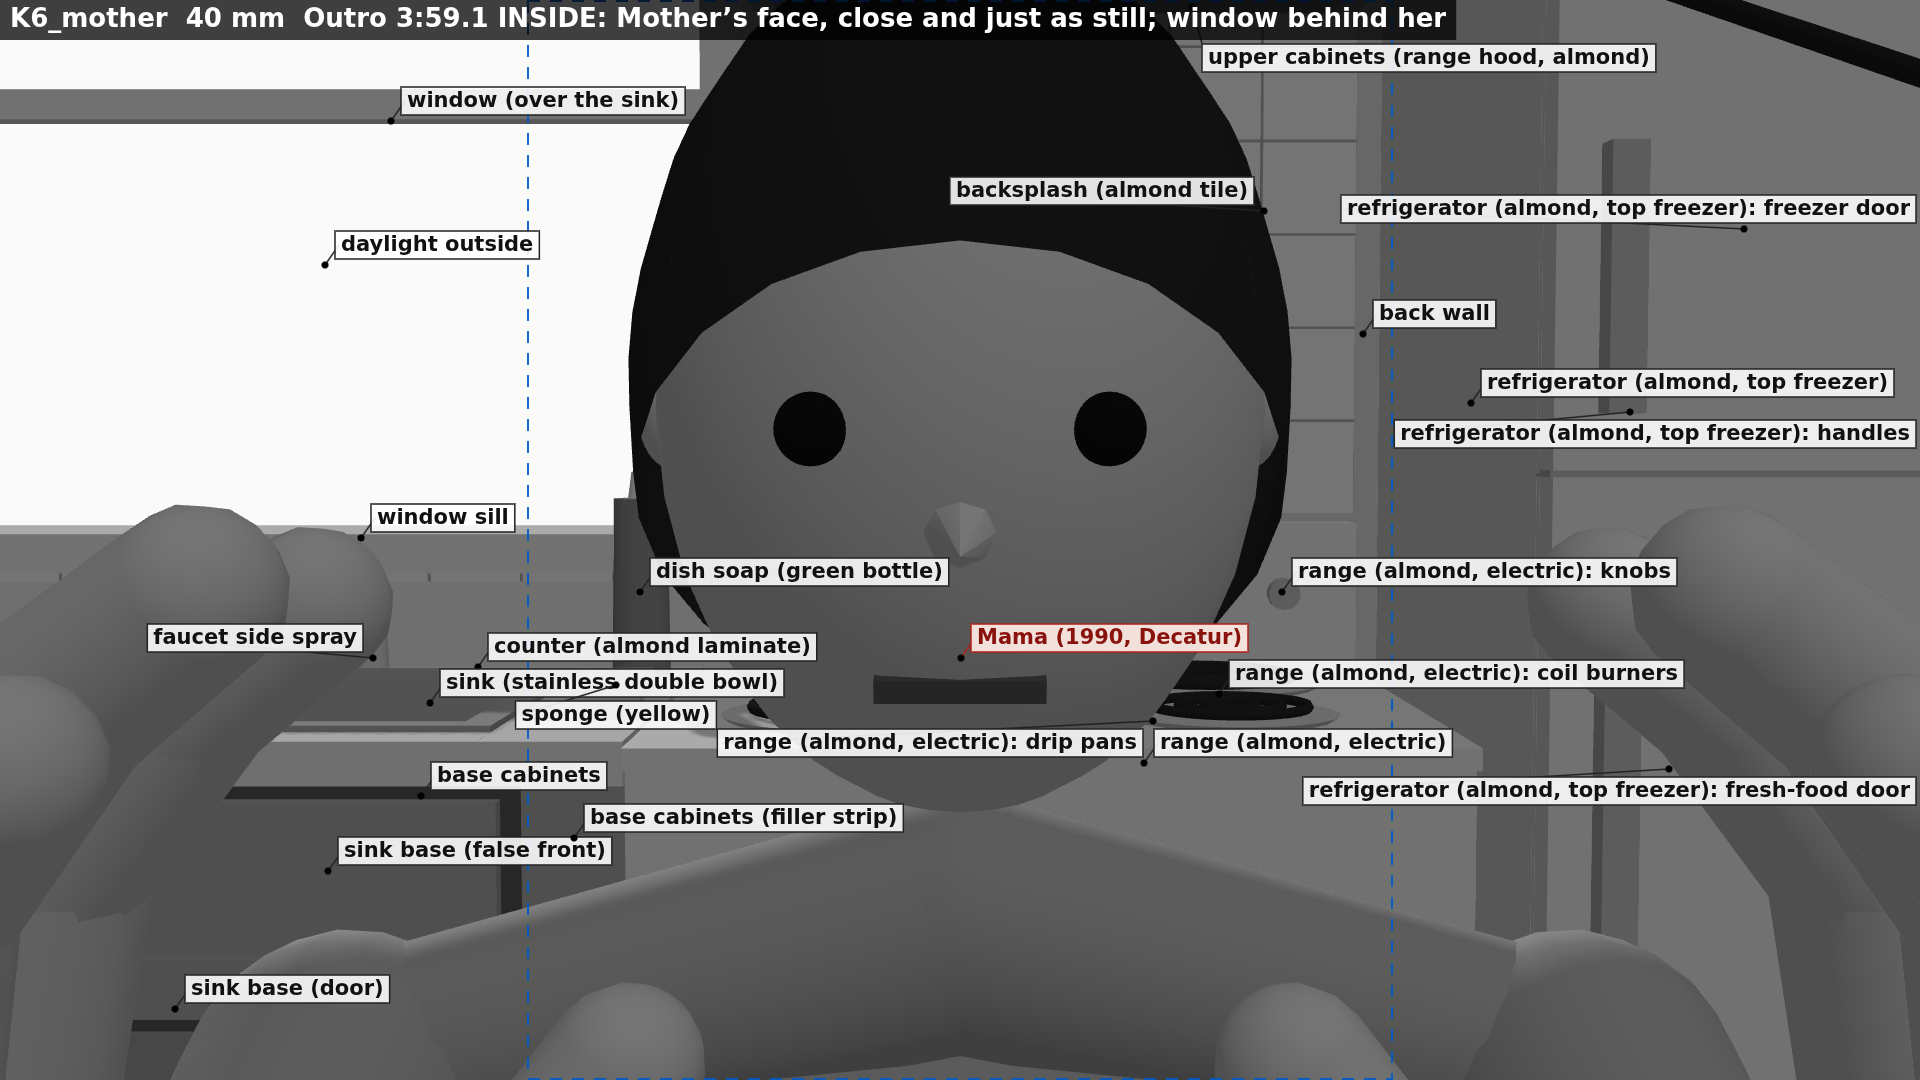 K6_mother 40 mm Outro 3:59.1 INSIDE: Mother’s face, close and just as still; window behind her
upper cabinets (range hood, almond)
window (over the sink)
backsplash (almond tile)
refrigerator (almond, top freezer): freezer door
daylight outside
back wall
refrigerator (almond, top freezer)
refrigerator (almond, top freezer): handles
window sill
dish soap (green bottle)
range (almond, electric): knobs
faucet side spray
counter (almond laminate)
Mama (1990, Decatur)
sink (stainless double bowl)
range (almond, electric): coil burners
sponge (yellow)
range (almond, electric): drip pans
range (almond, electric)
base cabinets
refrigerator (almond, top freezer): fresh-food door
base cabinets (filler strip)
sink base (false front)
sink base (door)